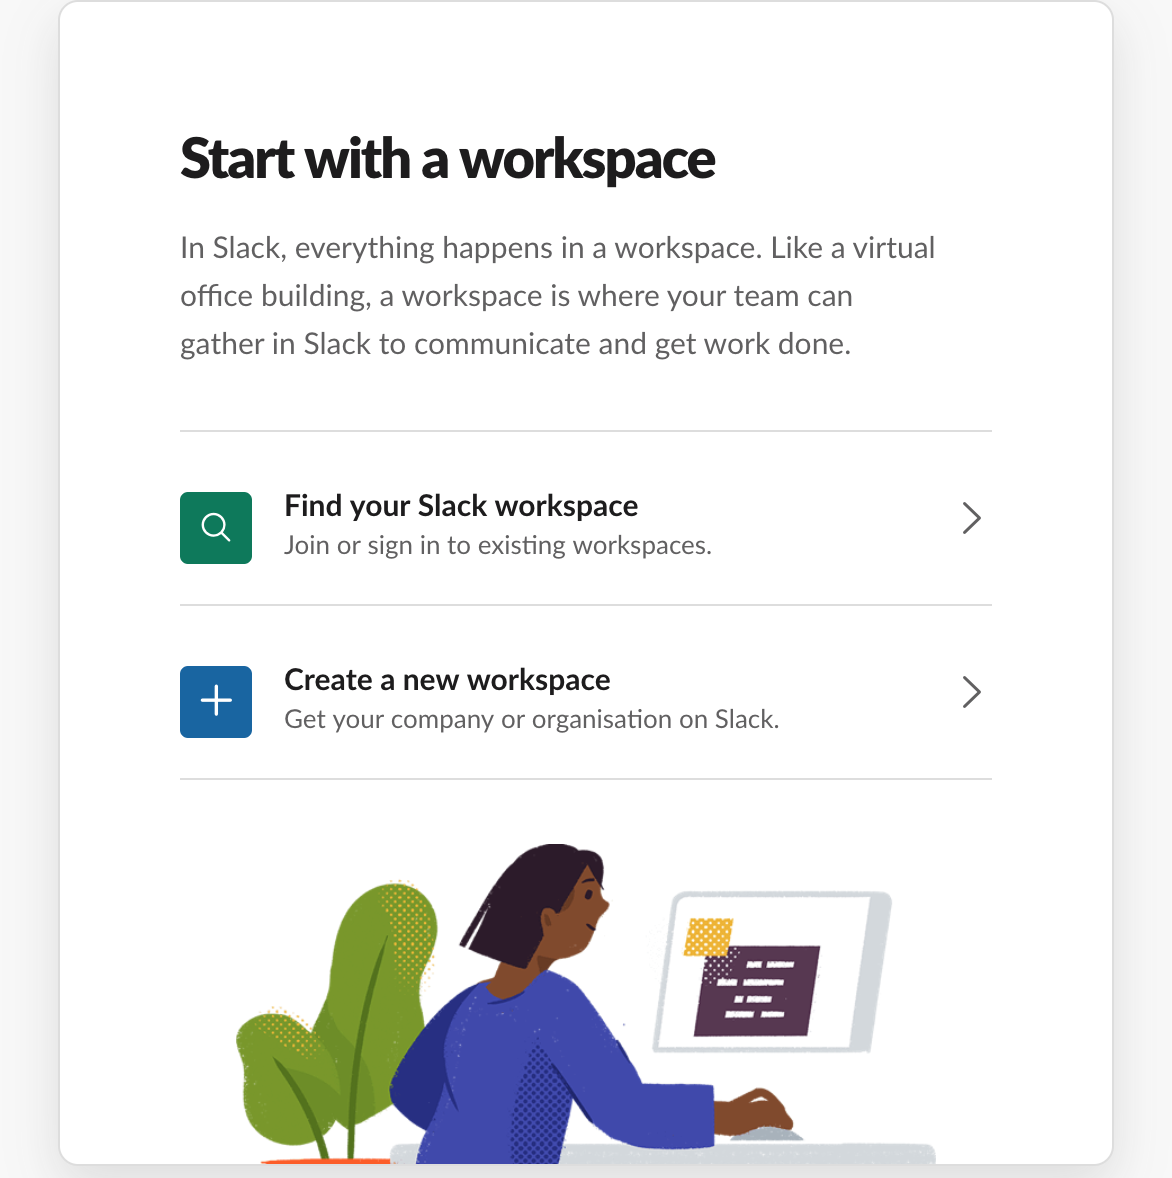 Start with a workspace
In Slack, everything happens in a workspace. Like a virtual
office building, a workspace is where your team can
gather in Slack to communicate and get work done.
Find your Slack workspace
Join or sign in to existing workspaces.
Create a new workspace
Get your company or organisation on Slack.